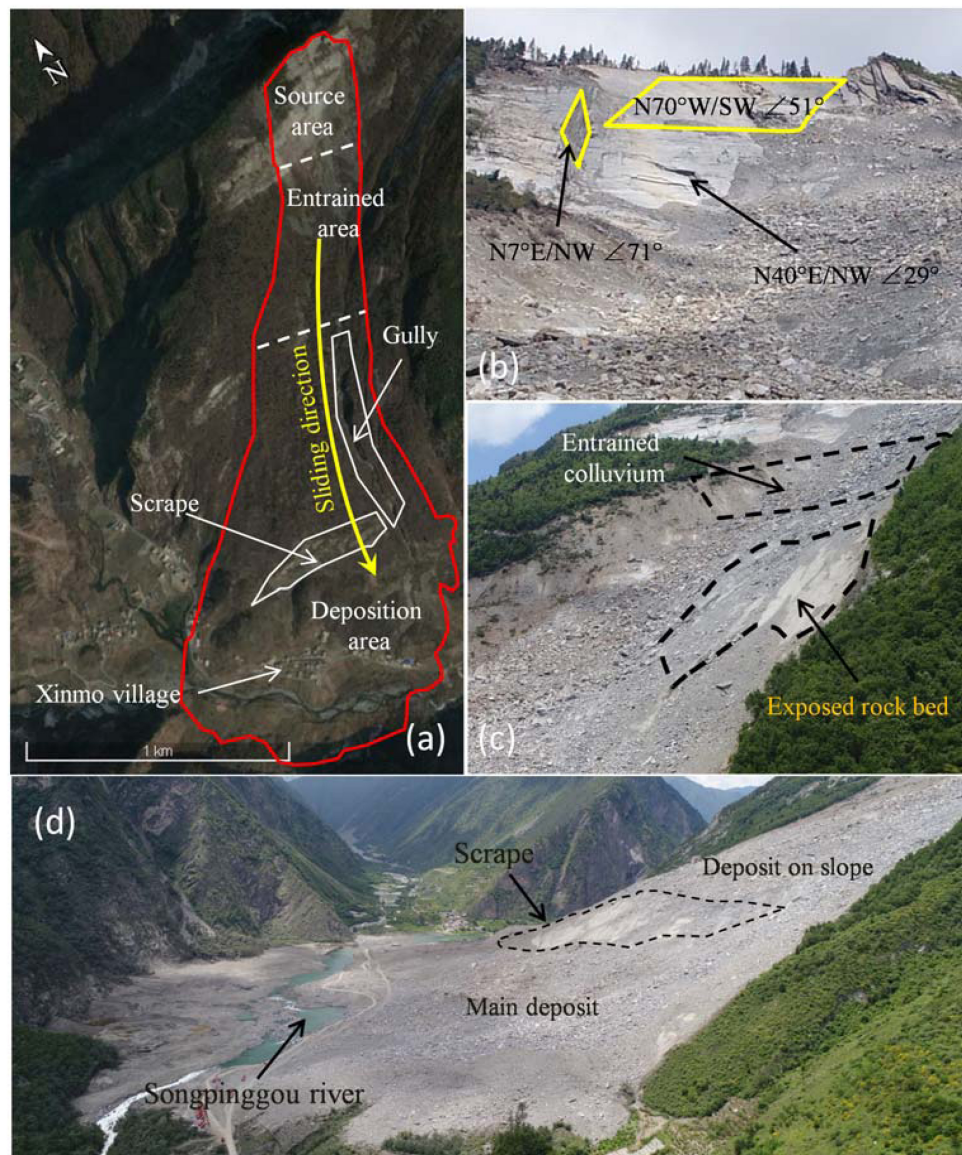 N
Source
area
Entrained
area
Gully
Sliding direction
Scrape
Deposition
area
Xinmo village
1 km
(a)
N70°W/SW ∠51°
N7°E/NW ∠71°
N40°E/NW ∠29°
(b)
Entrained
colluvium
Exposed rock bed
(c)
(d)
Scrape
Deposit on slope
Main deposit
Songpinggou river